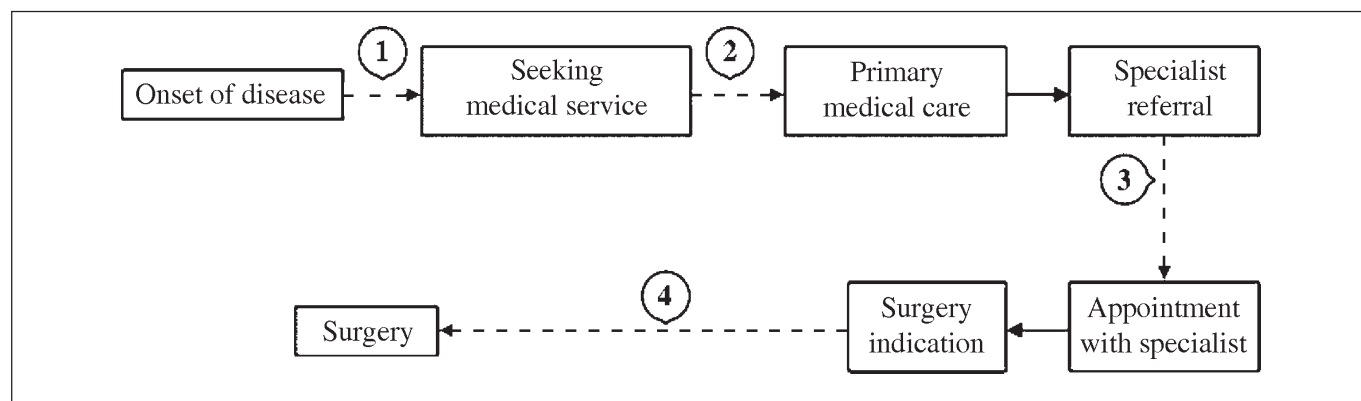 1
2
3
4
Onset of disease
Seeking
medical service
Primary
medical care
Specialist
referral
Appointment
with specialist
Surgery
indication
Surgery